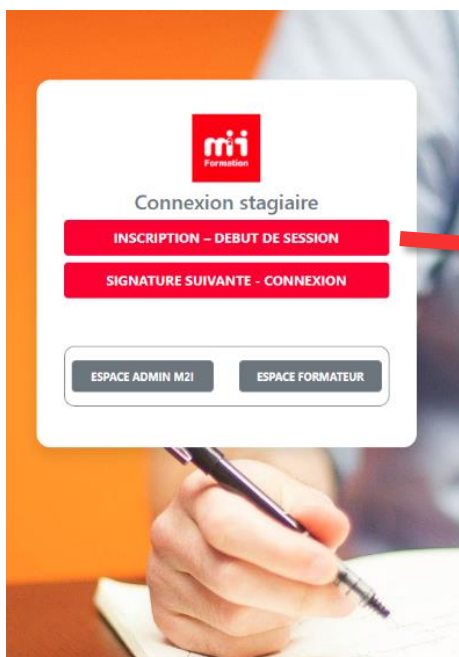 m2i
Formation
Connexion stagiaire
INSCRIPTION – DEBUT DE SESSION
SIGNATURE SUIVANTE - CONNEXION
ESPACE ADMIN M2I
ESPACE FORMATEUR